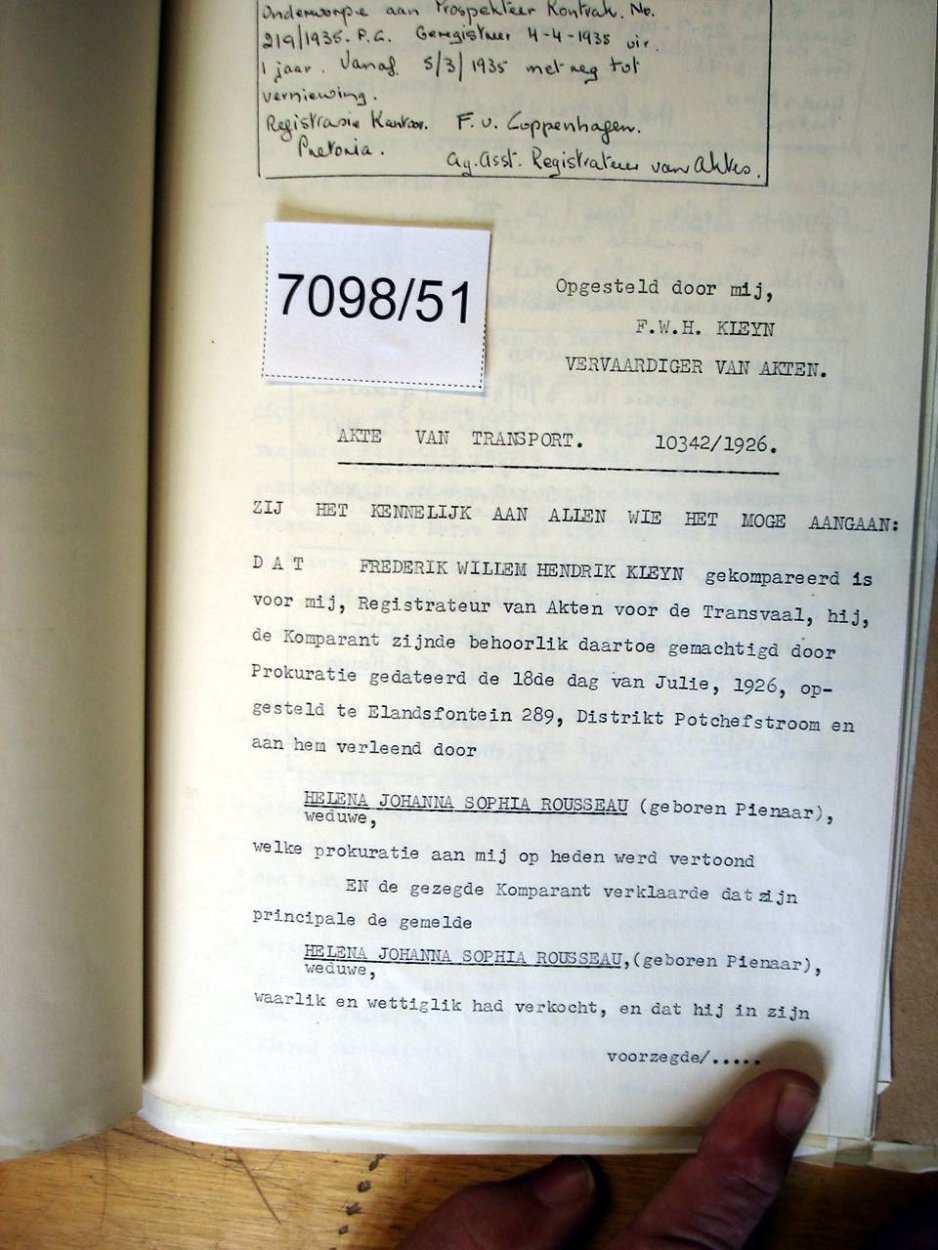 Onderworpe aan Prospekteer Kontrak. No.
219/1935. P.C. Geregistreer 4-4-1935 vir.
1 jaar. Vanaf 5/3/1935 met reg tot
verniewing.
Registrasie Kantoor. F. v. Coppenhagen.
Pretoria. Ag. Asst. Registrateur van Aktes.
7098/51
Opgesteld door mij,
F.W.H. KLEYN
VERVAARDIGER VAN AKTEN.
AKTE VAN TRANSPORT. 10342/1926.
ZIJ HET KENNELIJK AAN ALLEN WIE HET MOGE AANGAAN:
D A T FREDERIK WILLEM HENDRIK KLEYN gekompareerd is
voor mij, Registrateur van Akten voor de Transvaal, hij,
de Komparant zijnde behoorlik daartoe gemachtigd door
Prokuratie gedateerd de 18de dag van Julie, 1926, op-
gesteld te Elandsfontein 289, Distrikt Potchefstroom en
aan hem verleend door
HELENA JOHANNA SOPHIA ROUSSEAU (geboren Pienaar),
weduwe,
welke prokuratie aan mij op heden werd vertoond
EN de gezegde Komparant verklaarde dat zijn
principale de gemelde
HELENA JOHANNA SOPHIA ROUSSEAU,(geboren Pienaar),
weduwe,
waarlik en wettiglik had verkocht, en dat hij in zijn
voorzegde/.....